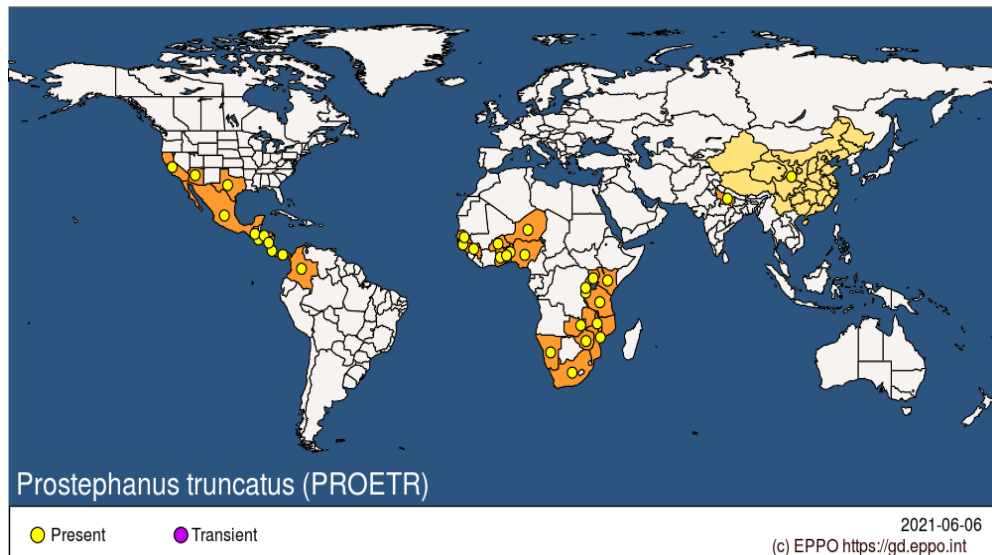 Prostephanus truncatus (PROETR)
Present
Transient
2021-06-06
(c) EPPO https://gd.eppo.int